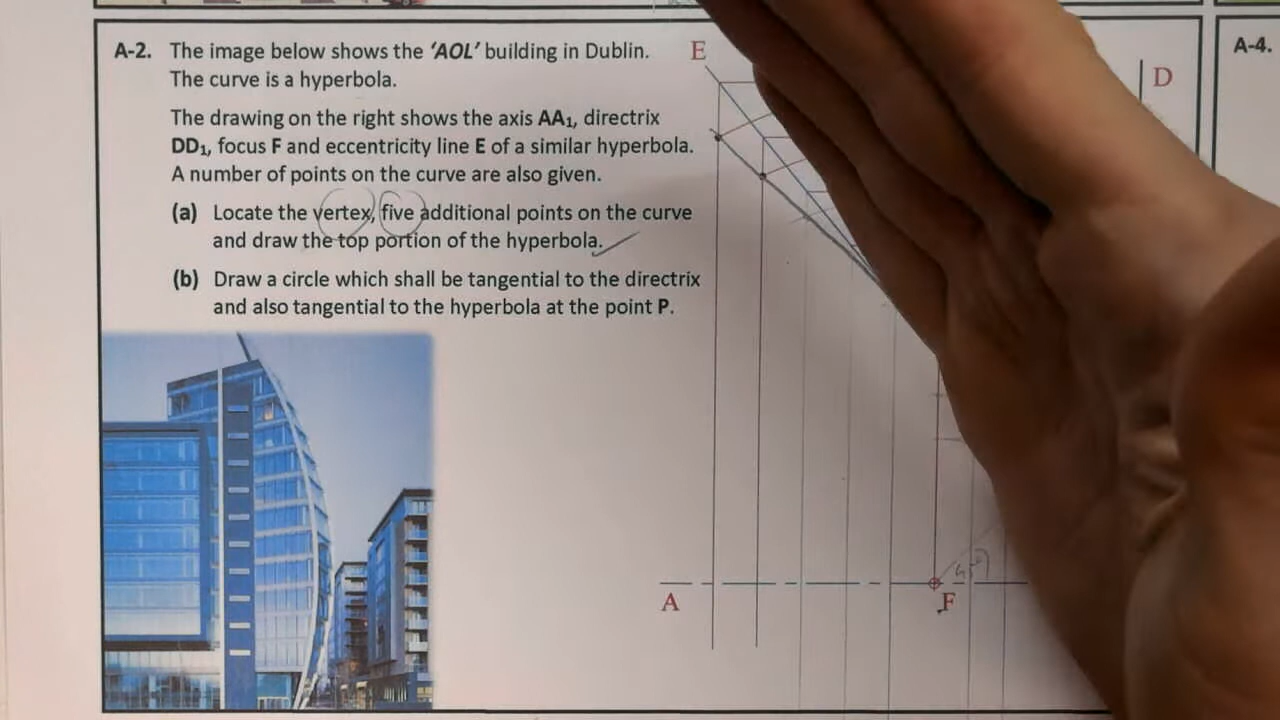 A-2. The image below shows the 'AOL' building in Dublin.
The curve is a hyperbola.
The drawing on the right shows the axis AA₁, directrix
DD₁, focus F and eccentricity line E of a similar hyperbola.
A number of points on the curve are also given.
(a) Locate the vertex, five additional points on the curve
and draw the top portion of the hyperbola.
(b) Draw a circle which shall be tangential to the directrix
and also tangential to the hyperbola at the point P.
E
D
A-4.
45°
A
F